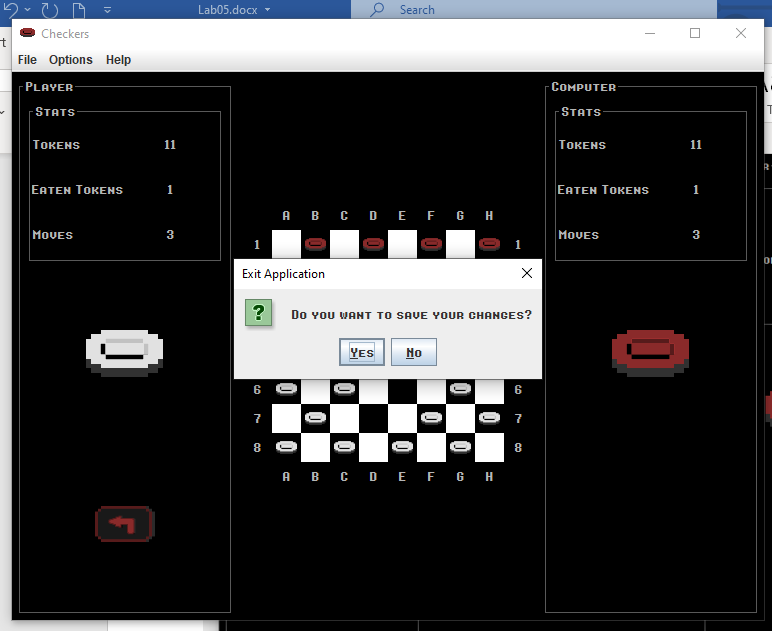 Lab05.docx
Search
Checkers
File Options Help
PLAYER
STATS
TOKENS 11
EATEN TOKENS 1
MOVES 3
COMPUTER
STATS
TOKENS 11
EATEN TOKENS 1
MOVES 3
A B C D E F G H
1 1
Exit Application
? DO YOU WANT TO SAVE YOUR CHANGES?
YES NO
6 6
7 7
8 8
A B C D E F G H